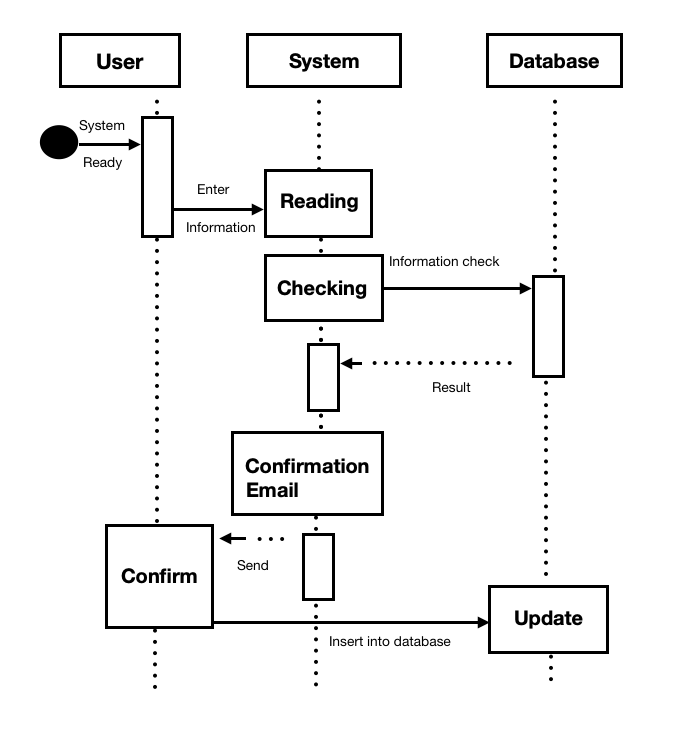 User
System
Database
System
Ready
Enter
Information
Reading
Information check
Checking
Result
Confirmation
Email
Send
Confirm
Update
Insert into database